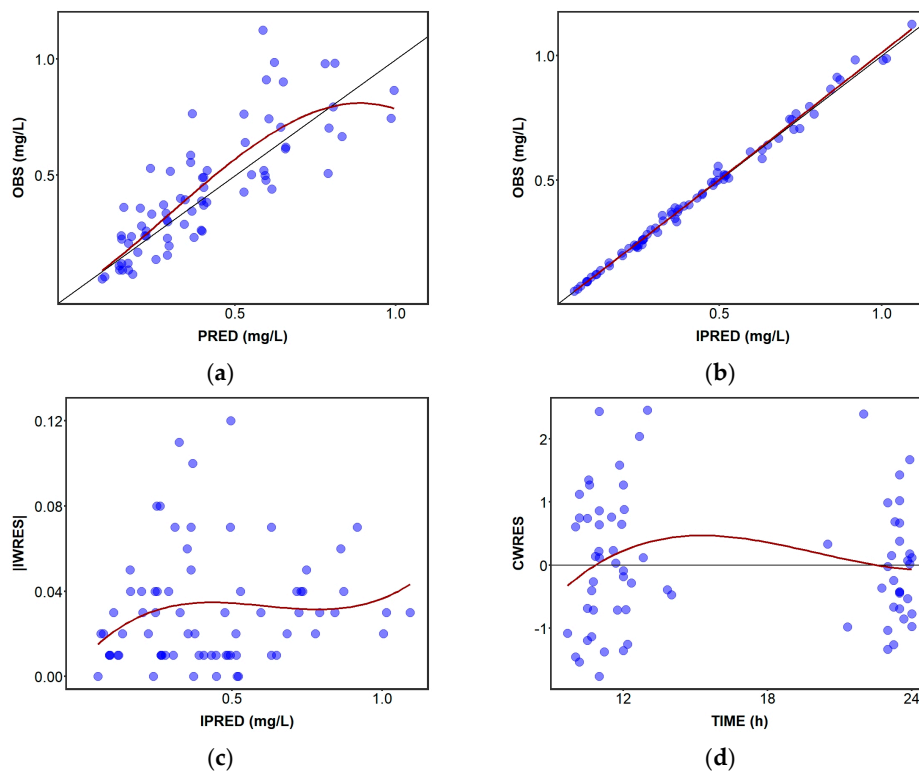 1.0
0.5
OBS (mg/L)
0.5
1.0
PRED (mg/L)
(a)
1.0
0.5
OBS (mg/L)
0.5
1.0
IPRED (mg/L)
(b)
0.12
0.08
0.04
0.00
|IWRES|
0.5
1.0
IPRED (mg/L)
(c)
2
1
0
-1
CWRES
12
18
24
TIME (h)
(d)